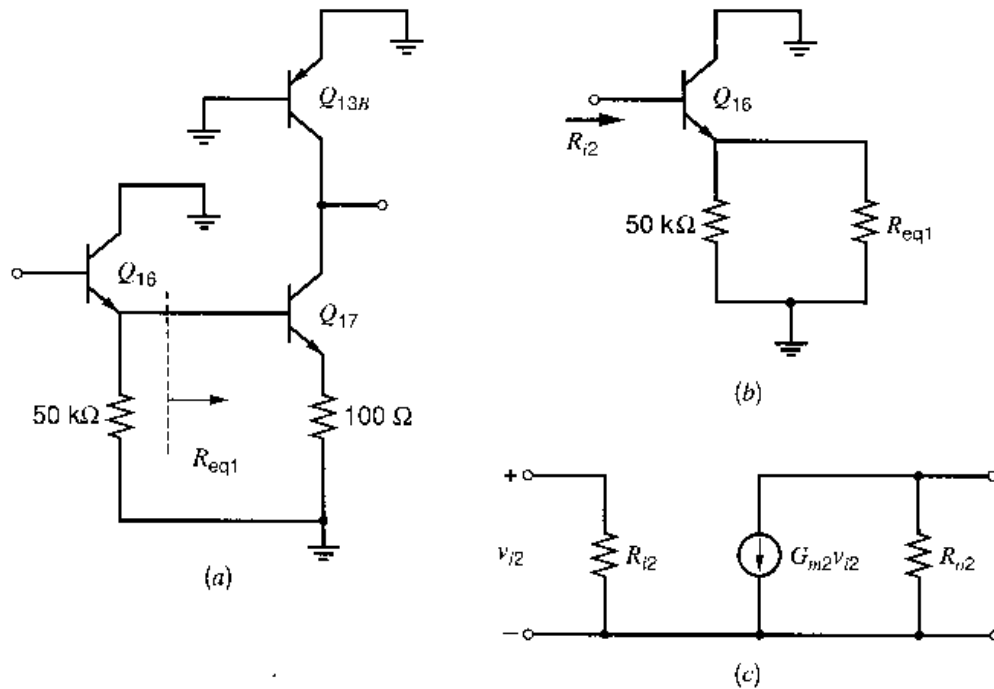 Q13B
Q16
50 kΩ
Req1
Q17
100 Ω
(a)
Q16
Ri2
50 kΩ
Req1
(b)
+
vi2
−
Ri2
Gm2vi2
Ro2
(c)